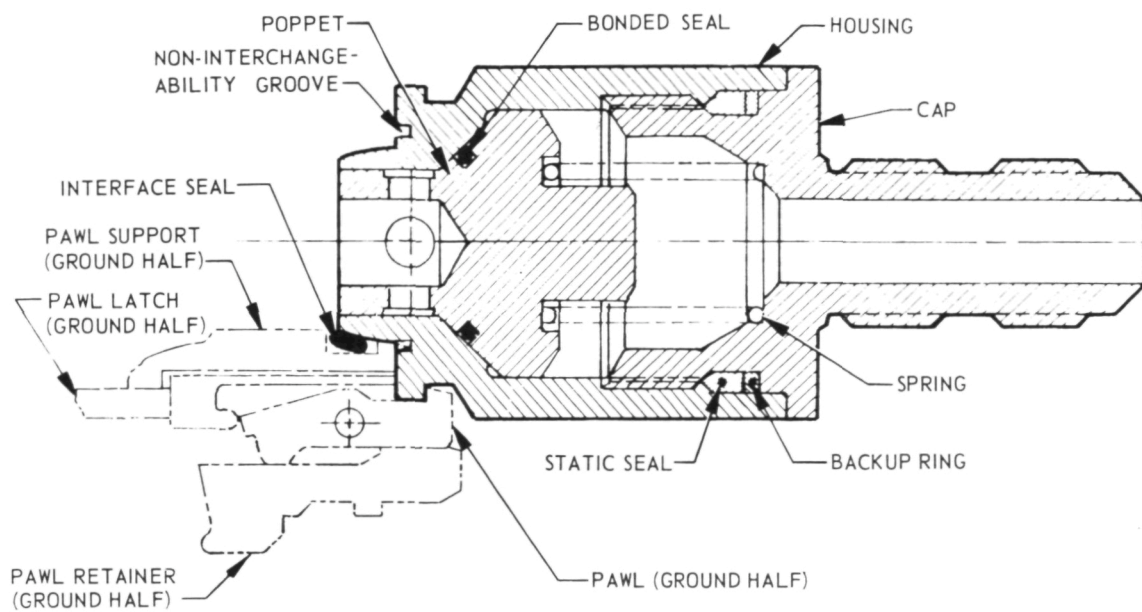 POPPET
BONDED SEAL
HOUSING
NON-INTERCHANGE-
ABILITY GROOVE
CAP
INTERFACE SEAL
PAWL SUPPORT
(GROUND HALF)
PAWL LATCH
(GROUND HALF)
SPRING
STATIC SEAL
BACKUP RING
PAWL RETAINER
(GROUND HALF)
PAWL (GROUND HALF)